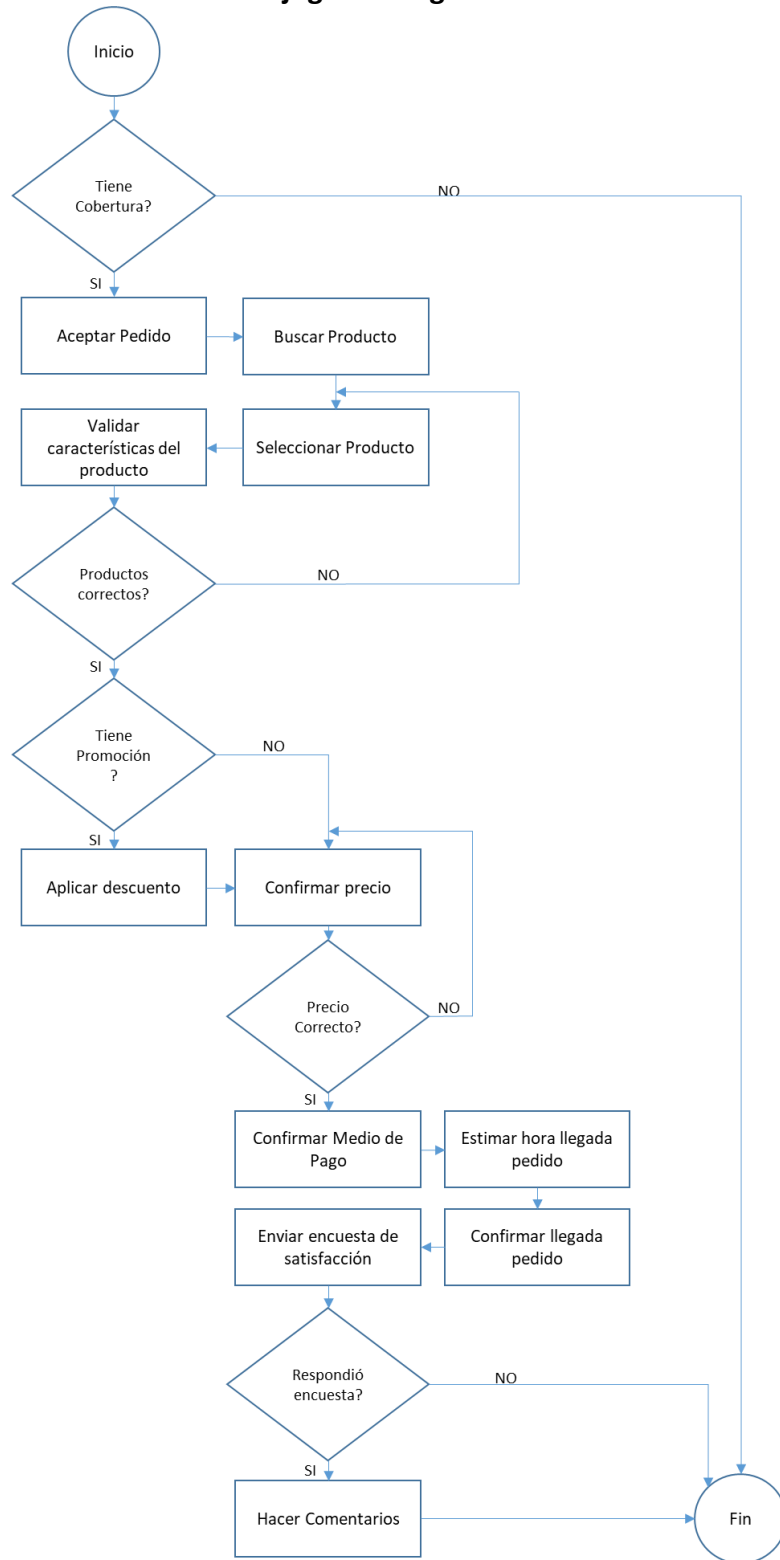 Inicio
Tiene
Cobertura?
NO
SI
Aceptar Pedido
Buscar Producto
Validar
características del
producto
Seleccionar Producto
Productos
correctos?
NO
SI
Tiene
Promoción
?
NO
SI
Aplicar descuento
Confirmar precio
Precio
Correcto?
NO
SI
Confirmar Medio de
Pago
Estimar hora llegada
pedido
Enviar encuesta de
satisfacción
Confirmar llegada
pedido
Respondió
encuesta?
NO
SI
Hacer Comentarios
Fin